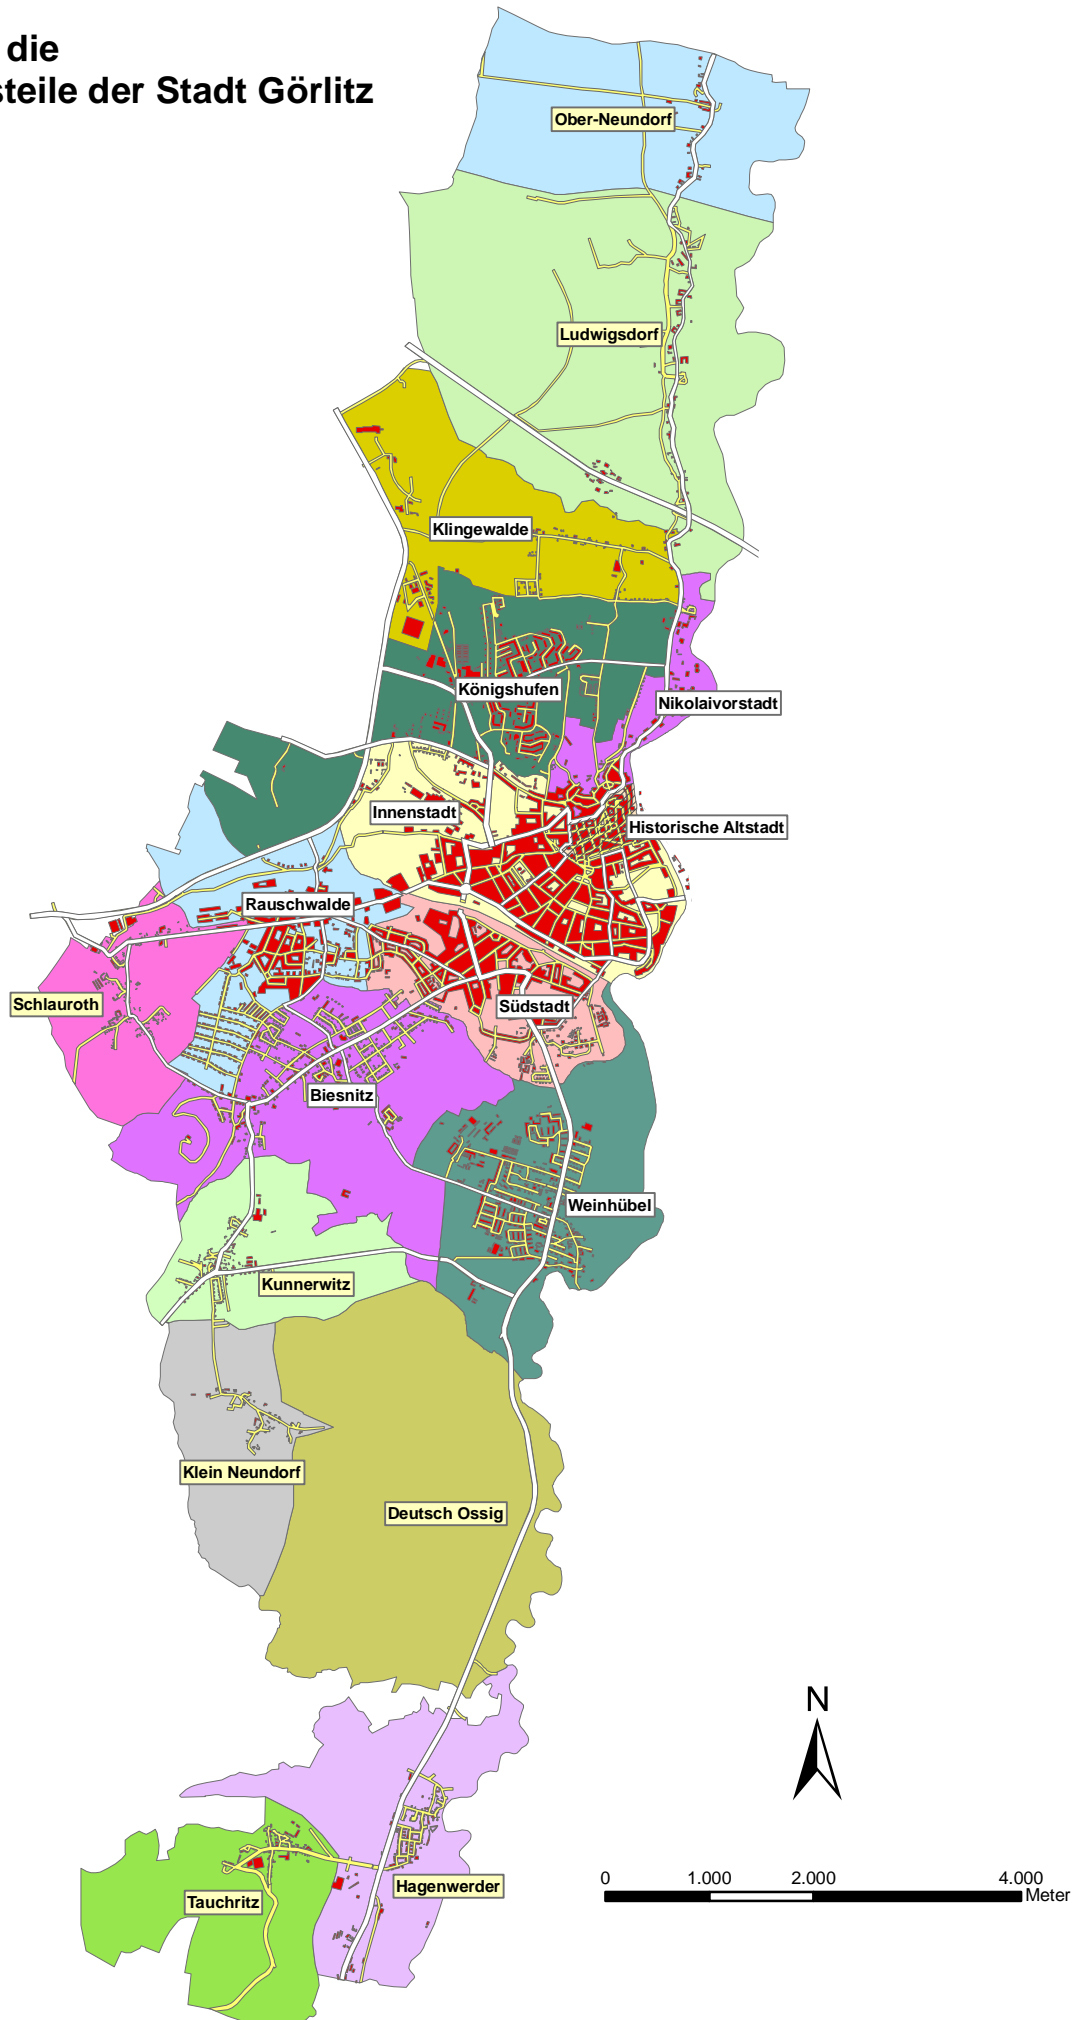 die
steile der Stadt Görlitz
Ober-Neundorf
Ludwigsdorf
Klingewalde
Königshufen
Nikolaivorstadt
Innenstadt
Historische Altstadt
Rauschwalde
Schlauroth
Südstadt
Biesnitz
Weinhübel
Kunnerwitz
Klein Neundorf
Deutsch Ossig
N
Hagenwerder
Tauchritz
0 1.000 2.000 4.000
Meter